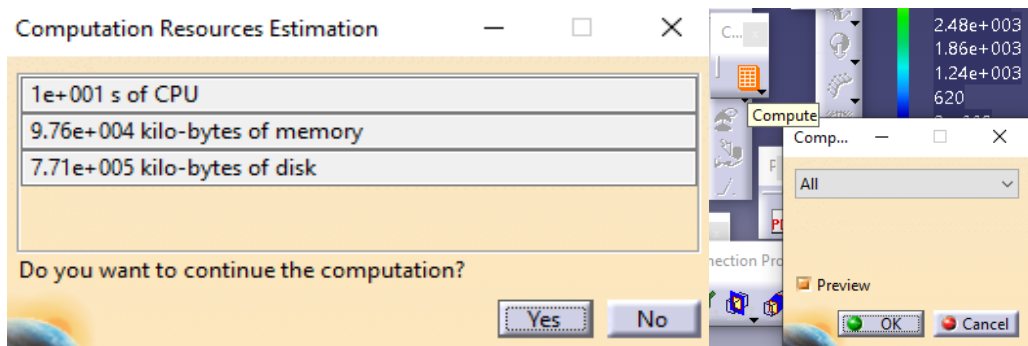 Computation Resources Estimation
1e+001 s of CPU
9.76e+004 kilo-bytes of memory
7.71e+005 kilo-bytes of disk
Do you want to continue the computation?
Yes No
C...
2.48e+003
1.86e+003
1.24e+003
620
Compute
Comp...
All
Preview
OK Cancel